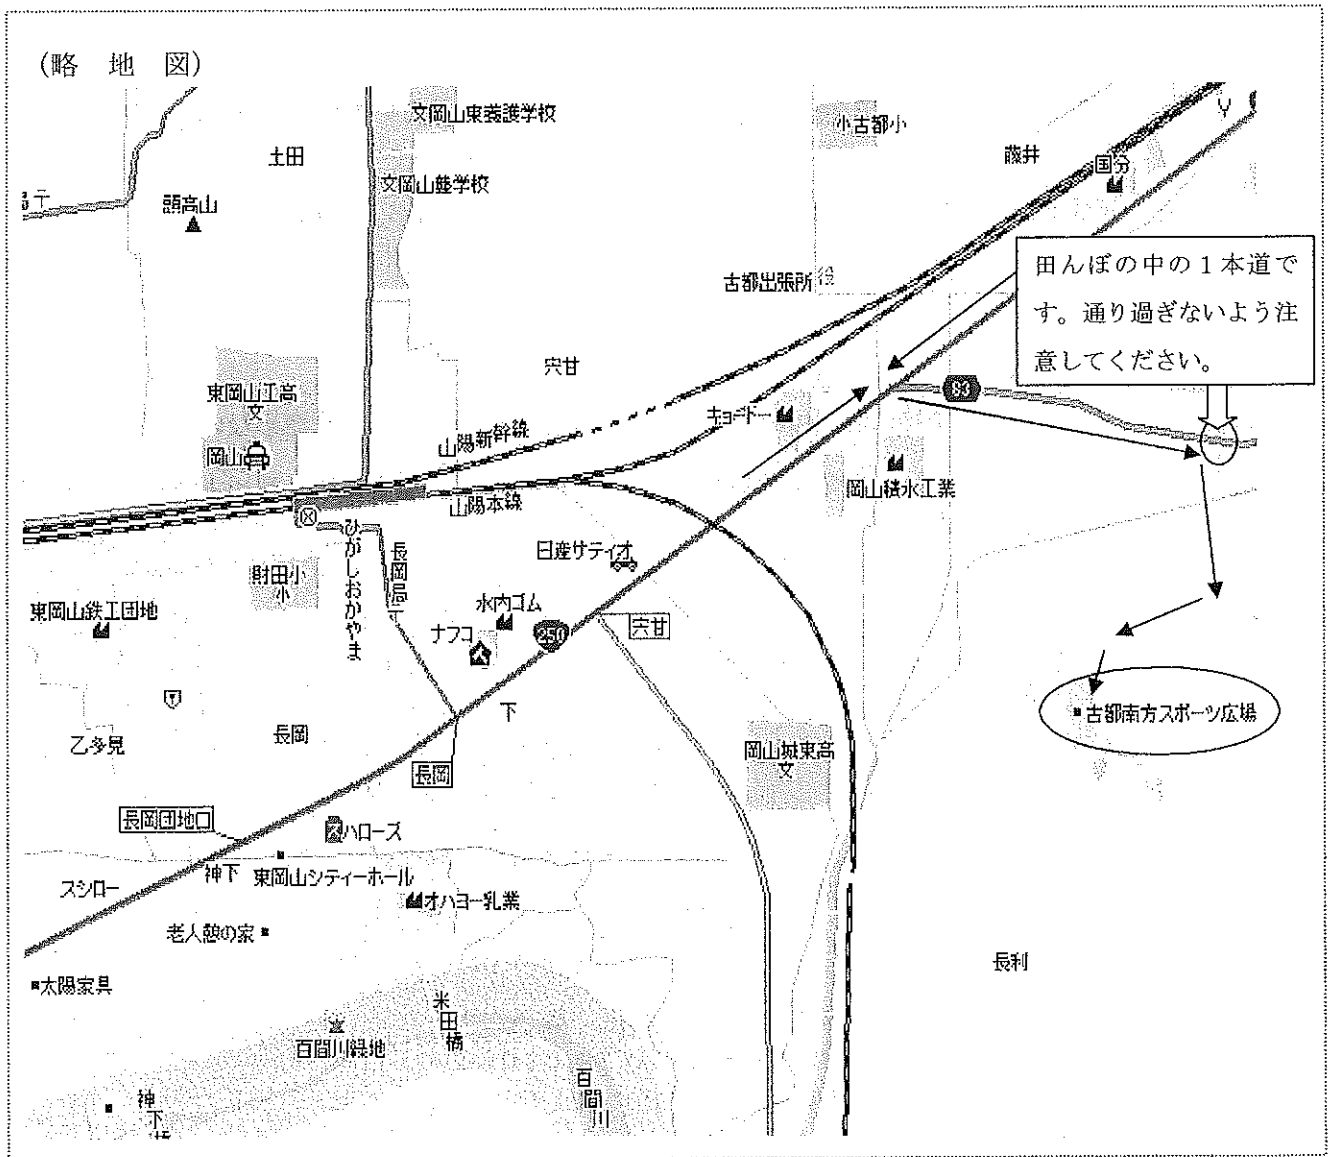 (略 地 図)
文岡山東養護学校
小古都小
土田
藤井
文岡山聾学校
国分
頭高山
田んぼの中の1本道で
す。通り過ぎないよう注
意してください。
古都出張所
役
宍甘
東岡山工高
文
キョードー
83
山陽新幹線
岡山
岡山積水工業
山陽本線
ひがしおかやま
長岡局
日産サティオ
財田小
小
水内ゴム
東岡山鉄工団地
ナフコ
250
宍甘
下
古都南方スポーツ広場
長岡
乙多見
岡山城東高
文
長岡
長岡団地口
ハローズ
神下
東岡山シティーホール
スシロー
オハヨー乳業
老人憩の家
長利
太陽家具
米田橋
百間川緑地
百間川
神下橋